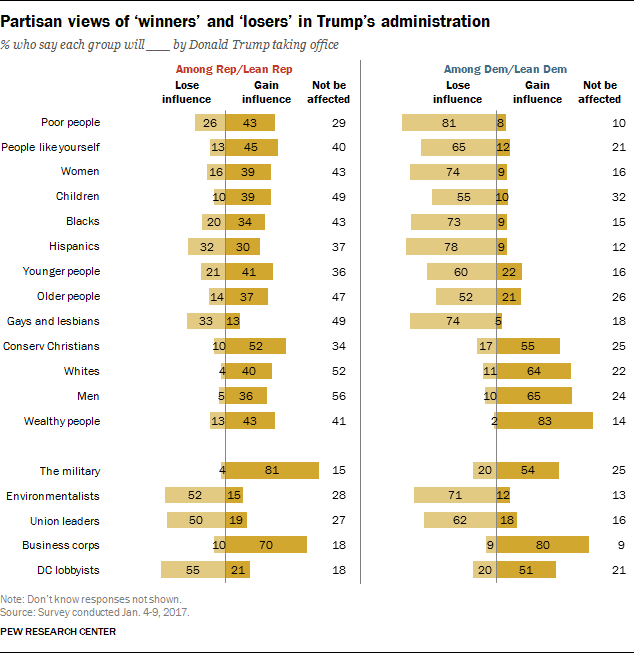 Partisan views of ‘winners’ and ‘losers’ in Trump’s administration
% who say each group will ___ by Donald Trump taking office
Among Rep/Lean Rep Among Dem/Lean Dem
Lose influence Gain influence Not be affected Lose influence Gain influence Not be affected
Poor people 26 43 29 81 8 10
People like yourself 13 45 40 65 12 21
Women 16 39 43 74 9 16
Children 10 39 49 55 10 32
Blacks 20 34 43 73 9 15
Hispanics 32 30 37 78 9 12
Younger people 21 41 36 60 22 16
Older people 14 37 47 52 21 26
Gays and lesbians 33 13 49 74 5 18
Conserv Christians 10 52 34 17 55 25
Whites 4 40 52 11 64 22
Men 5 36 56 10 65 24
Wealthy people 13 43 41 2 83 14
The military 4 81 15 20 54 25
Environmentalists 52 15 28 71 12 13
Union leaders 50 19 27 62 18 16
Business corps 10 70 18 9 80 9
DC lobbyists 55 21 18 20 51 21
Note: Don’t know responses not shown.
Source: Survey conducted Jan. 4-9, 2017.
PEW RESEARCH CENTER